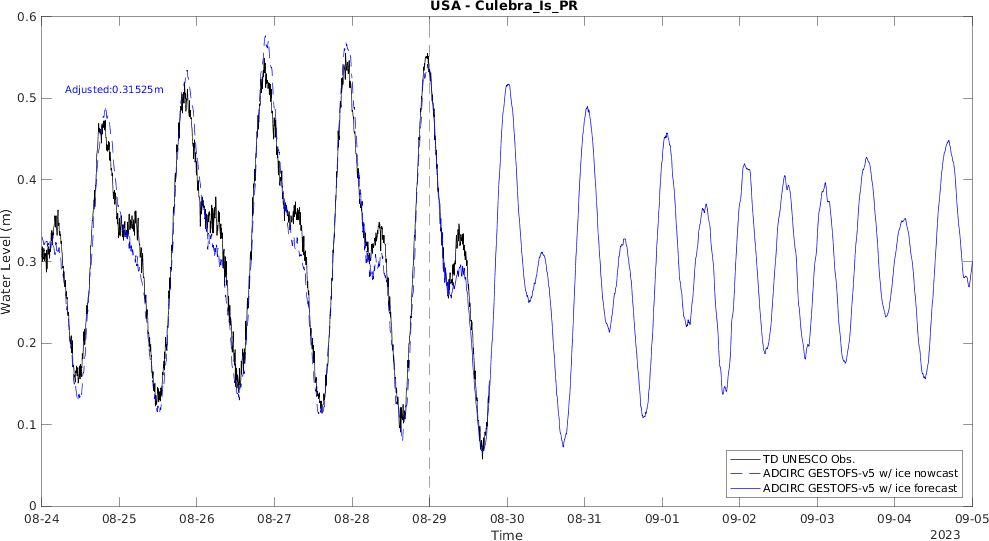 USA - Culebra_Is_PR
0.6
0.5
0.4
0.3
0.2
0.1
0
Water Level (m)
Adjusted:0.31525m
TD UNESCO Obs.
ADCIRC GESTOFS-v5 w/ ice nowcast
ADCIRC GESTOFS-v5 w/ ice forecast
08-24 08-25 08-26 08-27 08-28 08-29 08-30 08-31 09-01 09-02 09-03 09-04 09-05
Time
2023